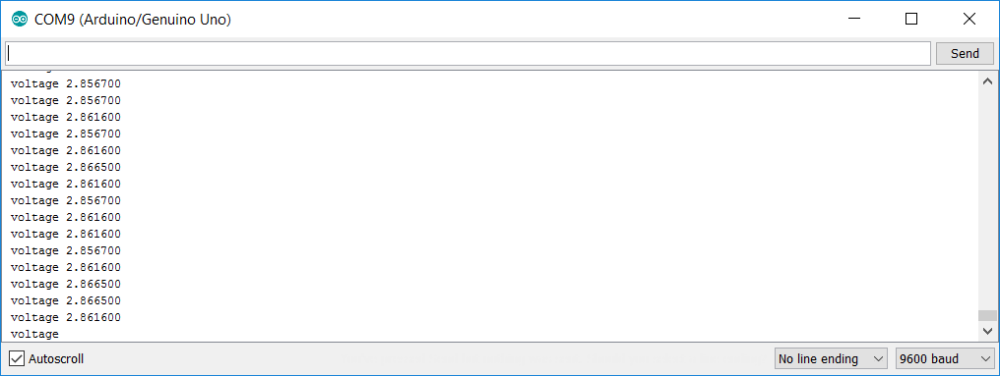 COM9 (Arduino/Genuino Uno)
Send
voltage 2.856700
voltage 2.856700
voltage 2.861600
voltage 2.856700
voltage 2.861600
voltage 2.866500
voltage 2.861600
voltage 2.856700
voltage 2.861600
voltage 2.861600
voltage 2.856700
voltage 2.861600
voltage 2.866500
voltage 2.866500
voltage 2.861600
voltage
Autoscroll
No line ending
9600 baud